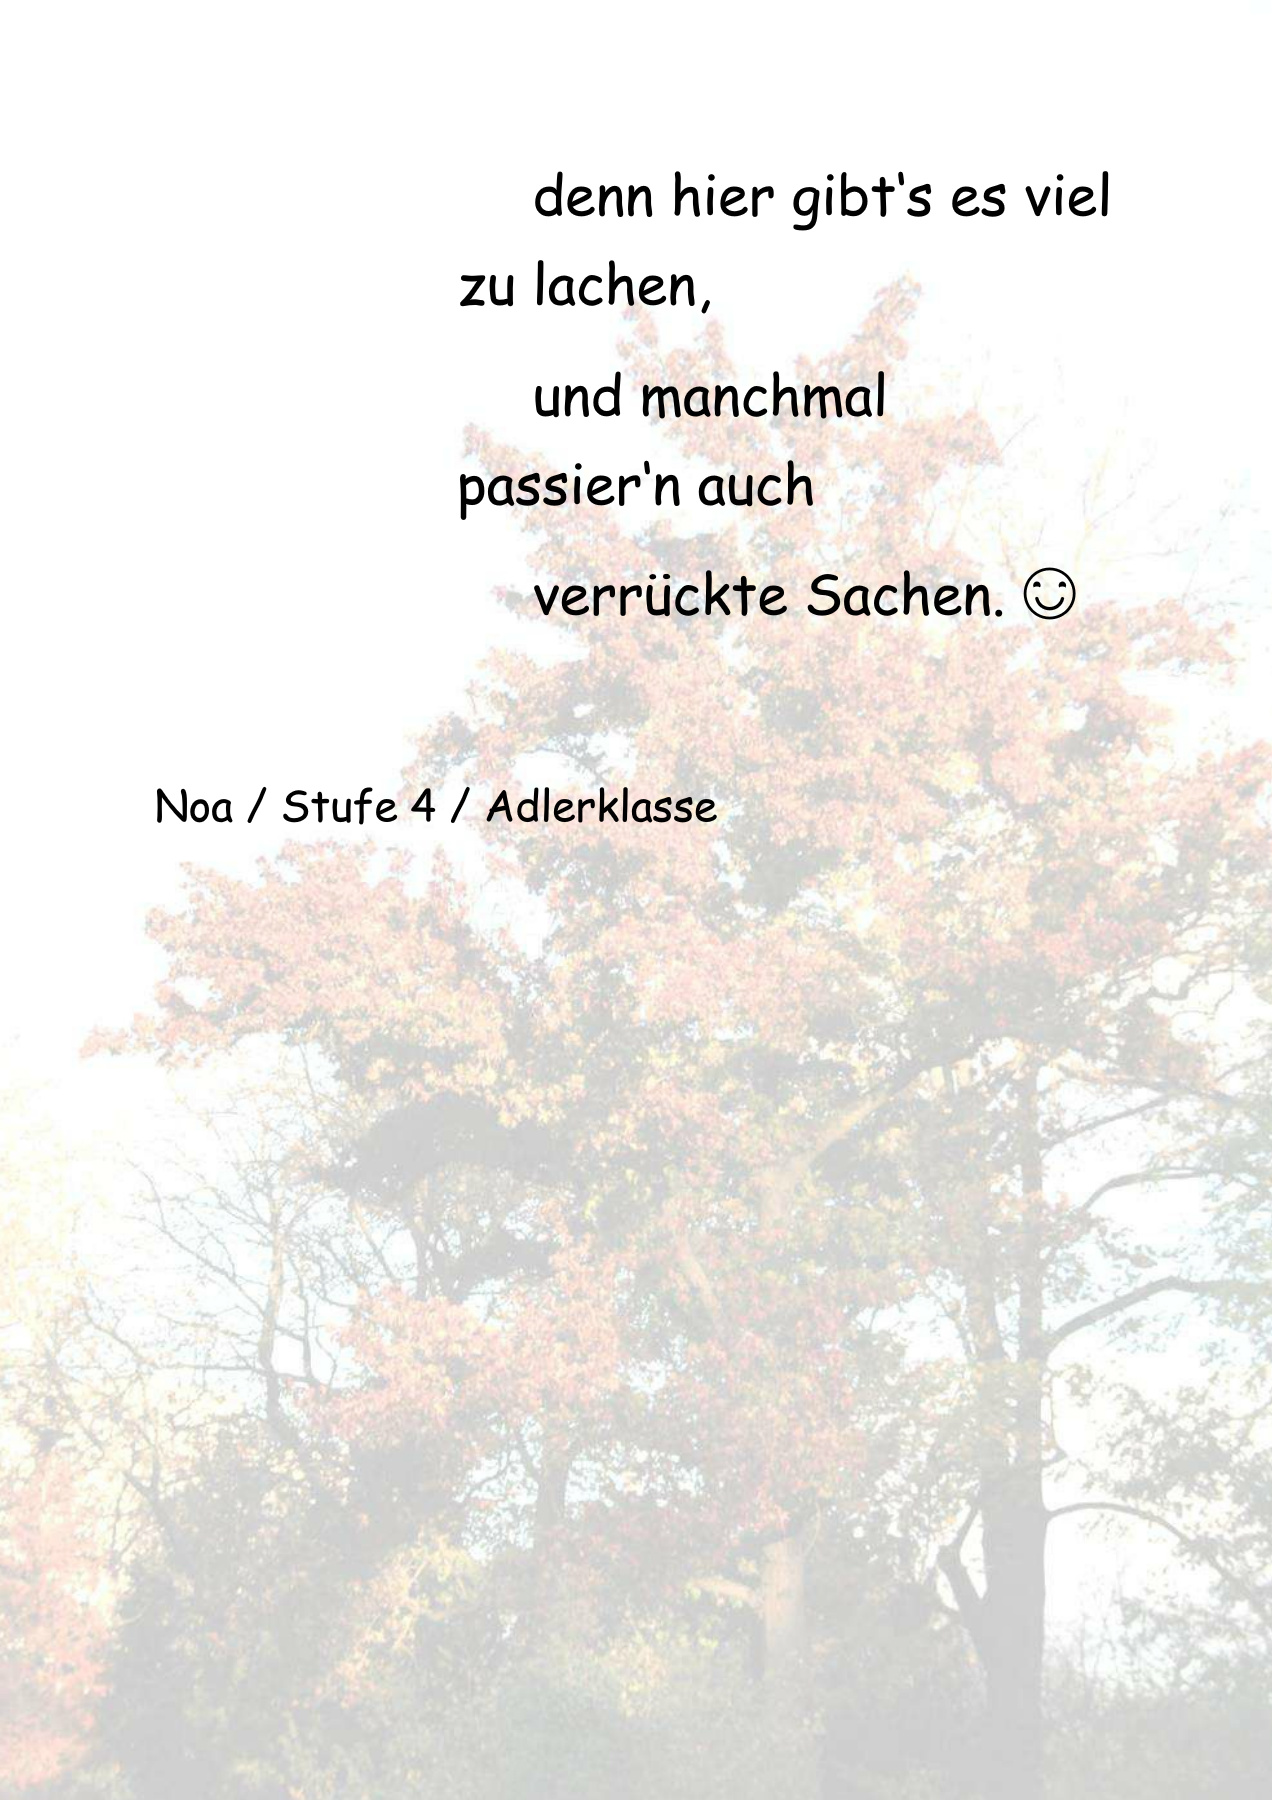 denn hier gibt's es viel
zu lachen,
und manchmal
passier'n auch
verrückte Sachen. ☺
Noa / Stufe 4 / Adlerklasse